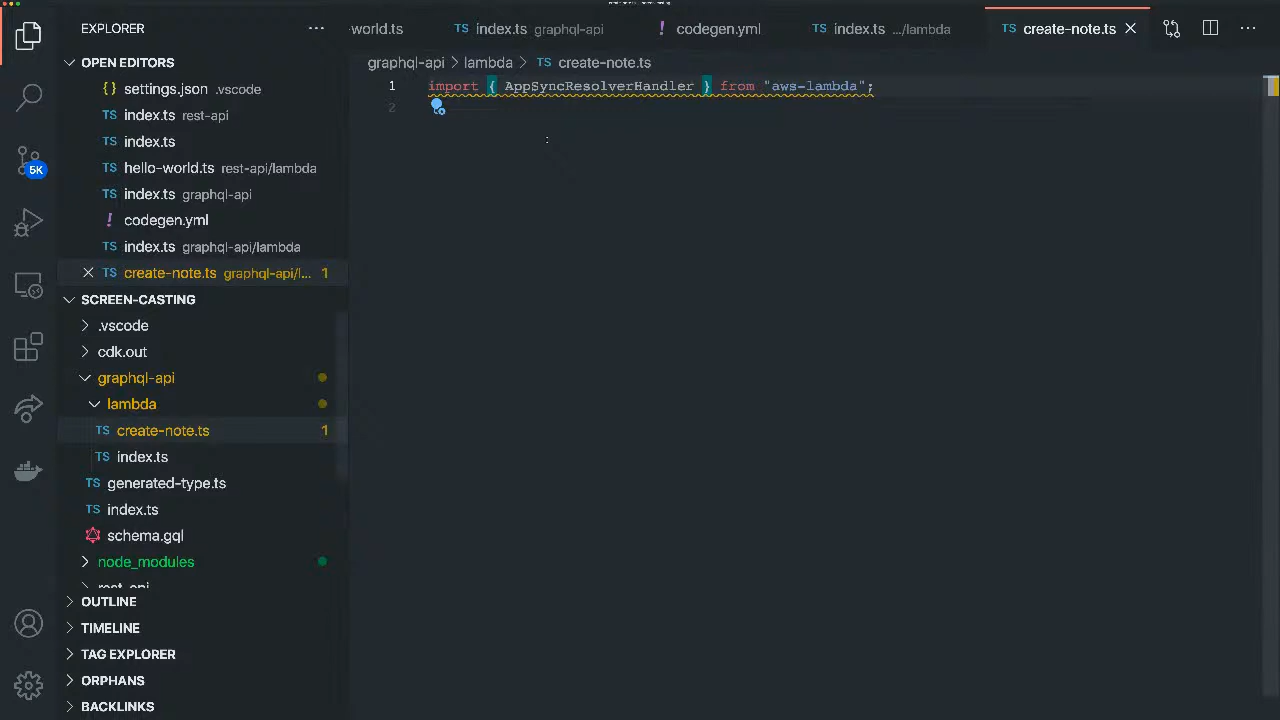 EXPLORER
world.ts
TS index.ts graphql-api
! codegen.yml
TS index.ts .../lambda
TS create-note.ts
OPEN EDITORS
{} settings.json .vscode
TS index.ts rest-api
TS index.ts
TS hello-world.ts rest-api/lambda
TS index.ts graphql-api
! codegen.yml
TS index.ts graphql-api/lambda
TS create-note.ts graphql-api/l... 1
SCREEN-CASTING
.vscode
cdk.out
graphql-api
lambda
TS create-note.ts 1
TS index.ts
TS generated-type.ts
TS index.ts
schema.gql
node_modules
rest-api
OUTLINE
TIMELINE
TAG EXPLORER
ORPHANS
BACKLINKS
5K
graphql-api > lambda > TS create-note.ts
1 import { AppSyncResolverHandler } from "aws-lambda";
2